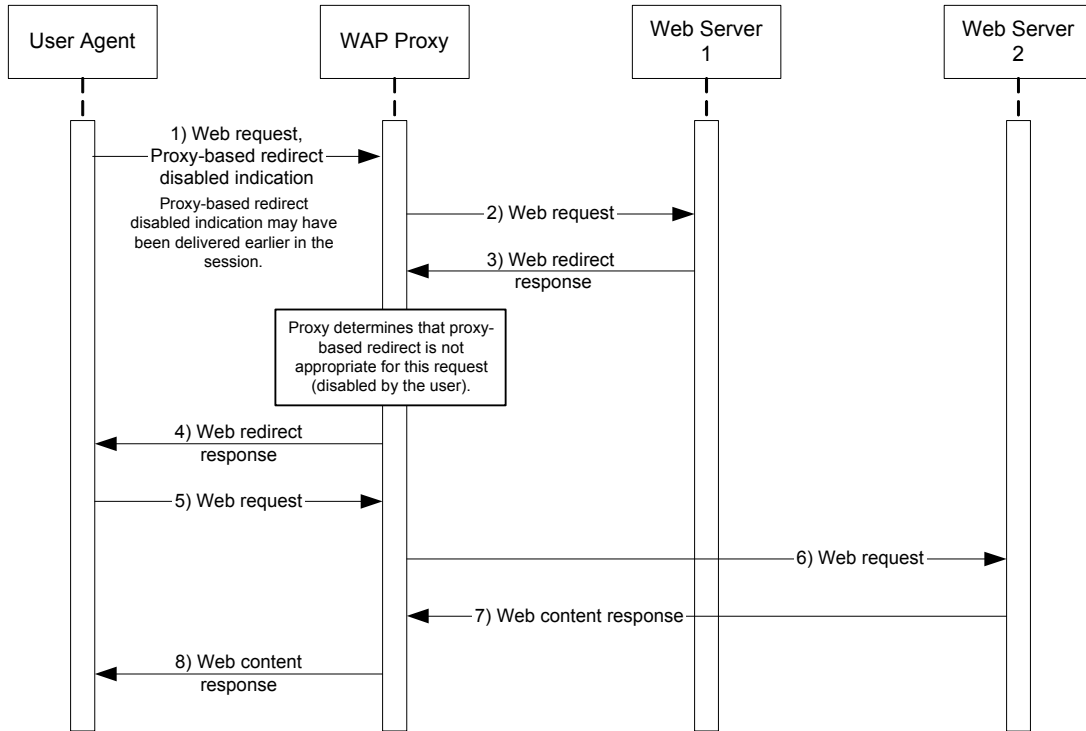 User Agent
WAP Proxy
Web Server
1
Web Server
2
1) Web request,
Proxy-based redirect
disabled indication
Proxy-based redirect
disabled indication may have
been delivered earlier in the
session.
2) Web request
3) Web redirect
response
Proxy determines that proxy-
based redirect is not
appropriate for this request
(disabled by the user).
4) Web redirect
response
5) Web request
6) Web request
7) Web content response
8) Web content
response